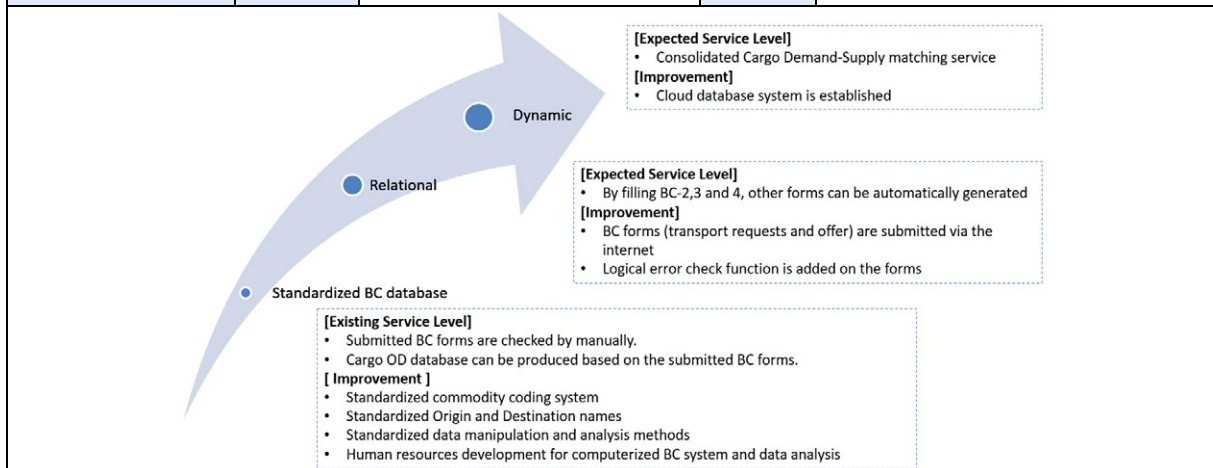 [Expected Service Level]
• Consolidated Cargo Demand-Supply matching service
[Improvement]
• Cloud database system is established
Dynamic
[Expected Service Level]
• By filling BC-2,3 and 4, other forms can be automatically generated
[Improvement]
• BC forms (transport requests and offer) are submitted via the
internet
• Logical error check function is added on the forms
Relational
Standardized BC database
[Existing Service Level]
• Submitted BC forms are checked by manually.
• Cargo OD database can be produced based on the submitted BC forms.
[ Improvement ]
• Standardized commodity coding system
• Standardized Origin and Destination names
• Standardized data manipulation and analysis methods
• Human resources development for computerized BC system and data analysis